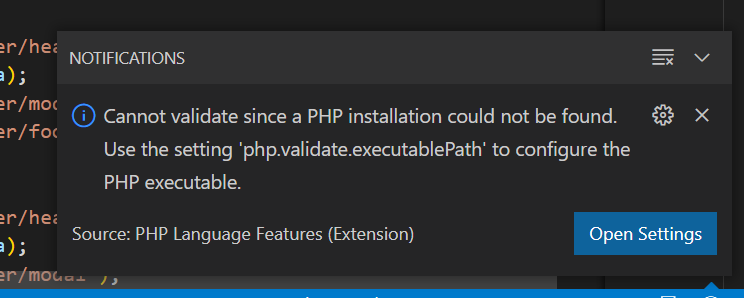 er/hea
a);
er/mod
er/foo
er/hea
a);
er/modal");
NOTIFICATIONS
Cannot validate since a PHP installation could not be found.
Use the setting 'php.validate.executablePath' to configure the
PHP executable.
Source: PHP Language Features (Extension)
Open Settings